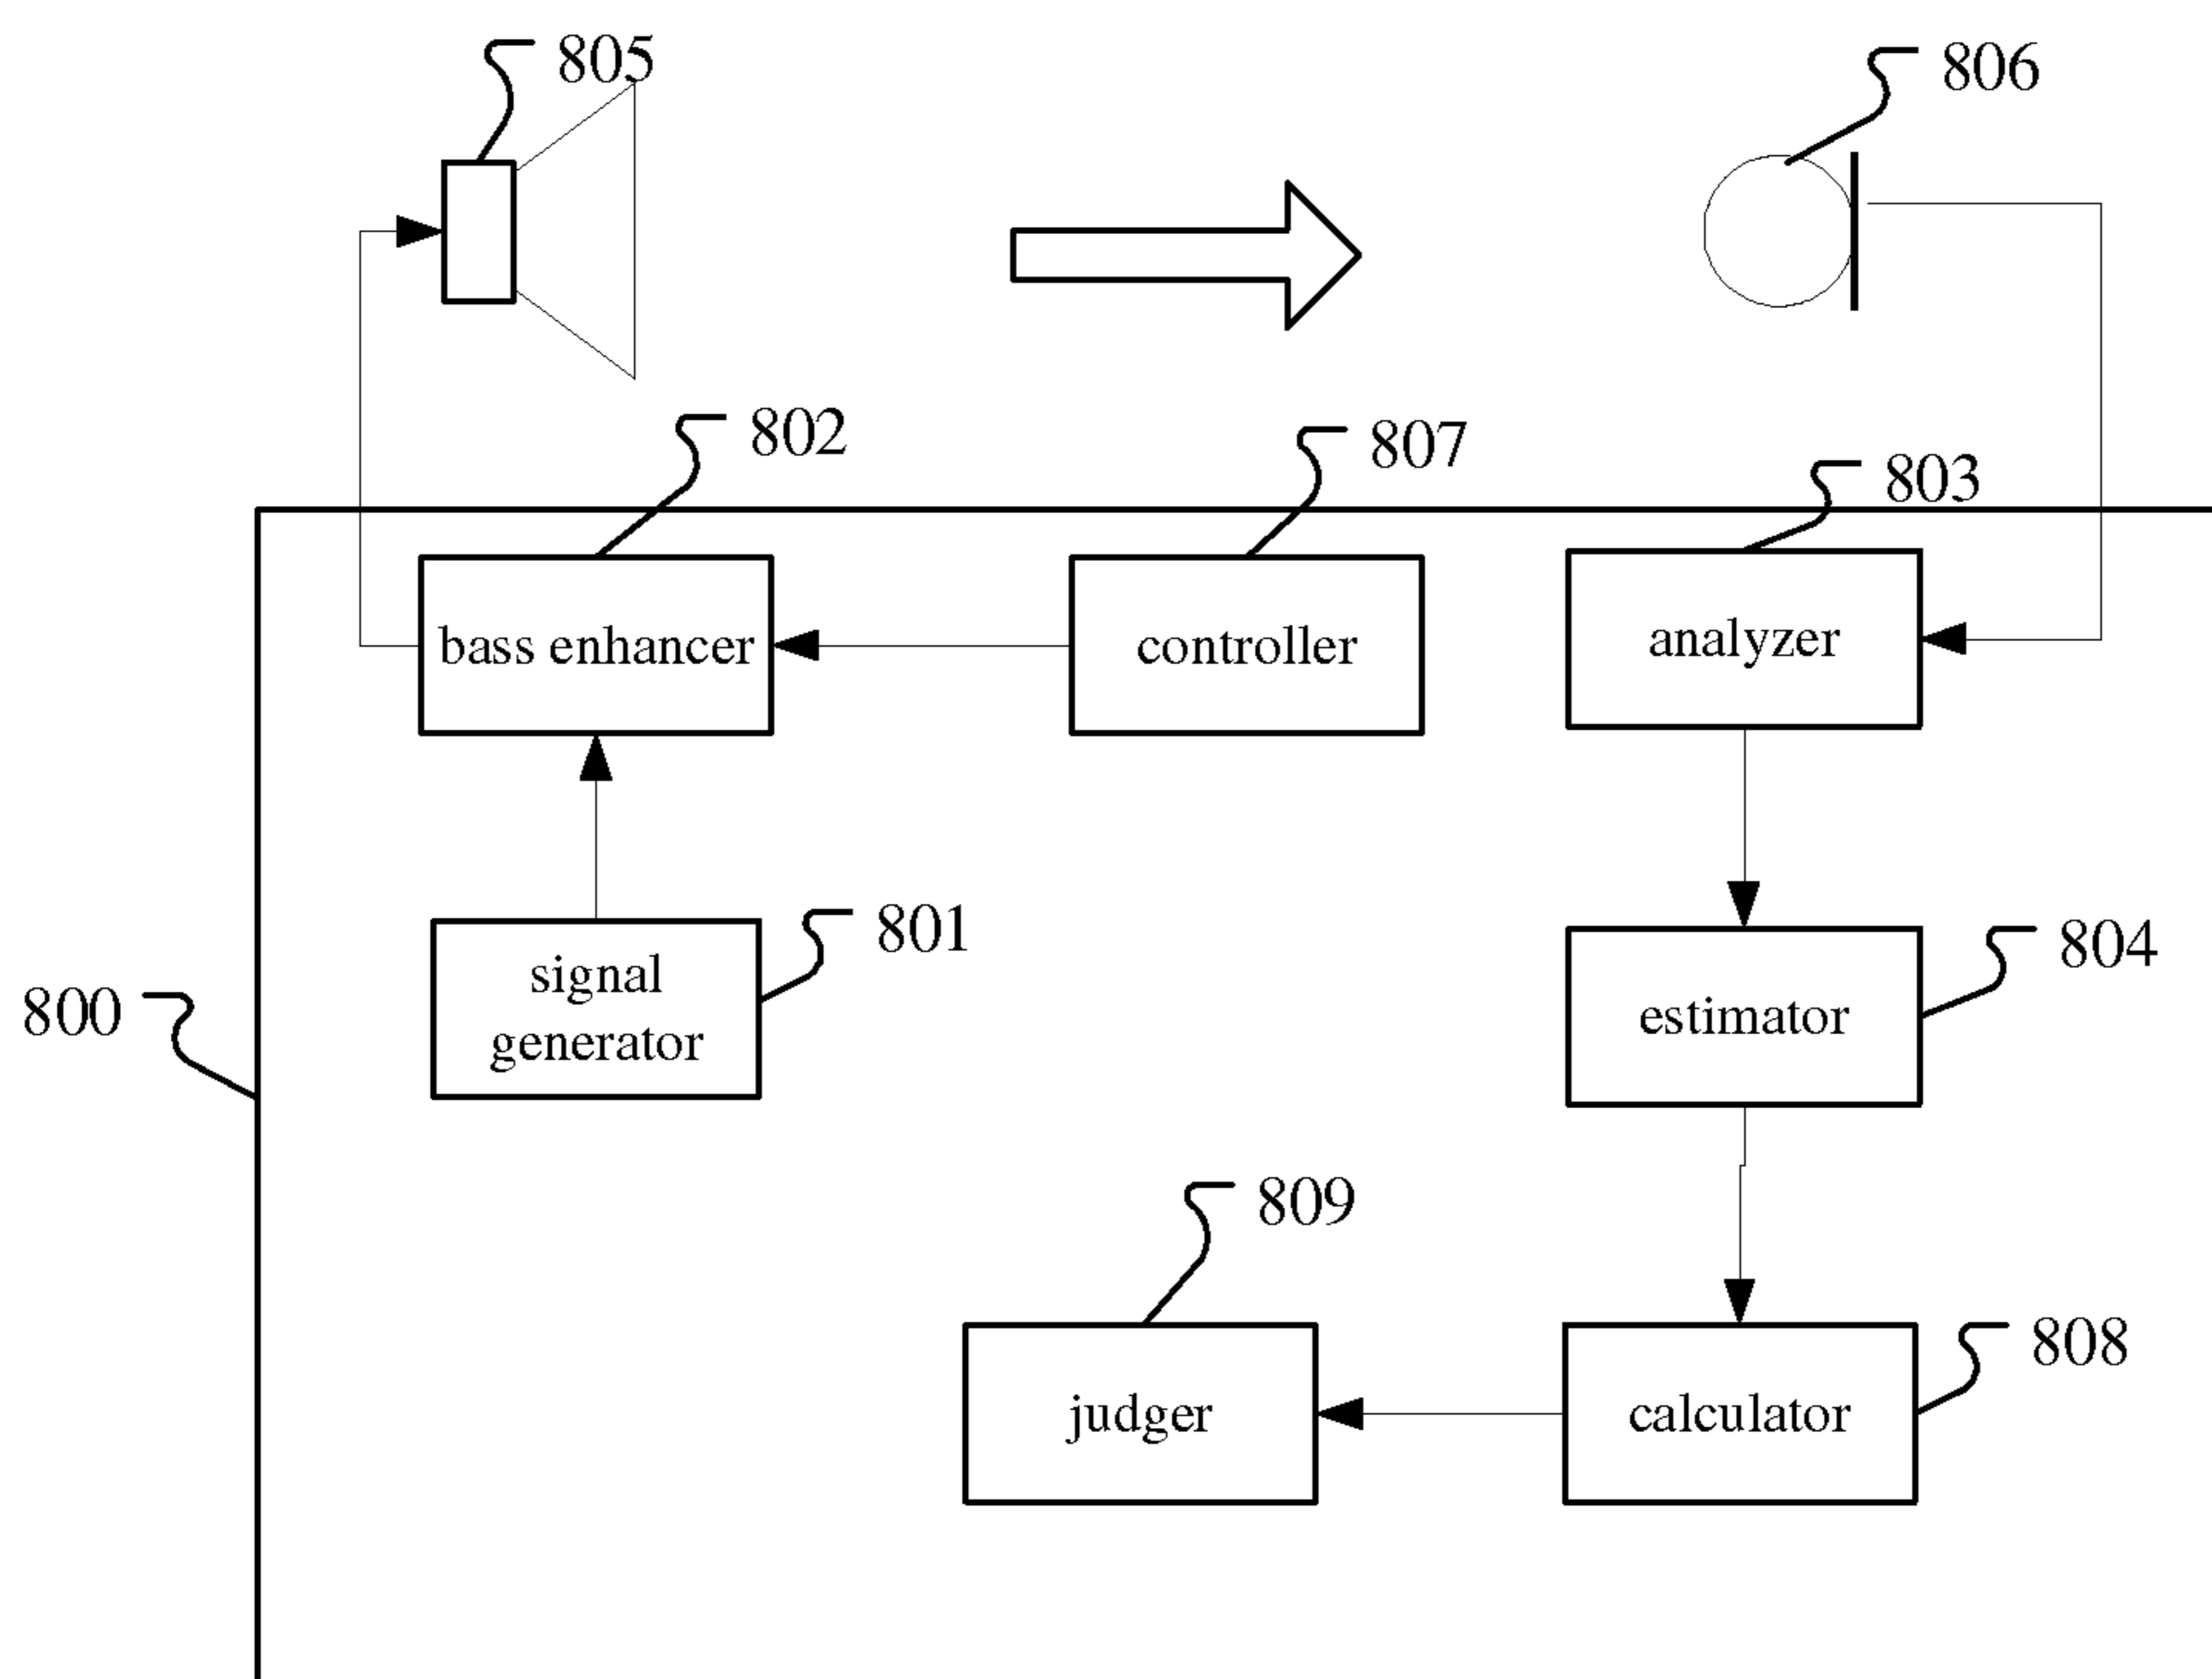 805
806
802
807
803
bass enhancer
controller
analyzer
801
signal
generator
800
804
estimator
809
808
judger
calculator